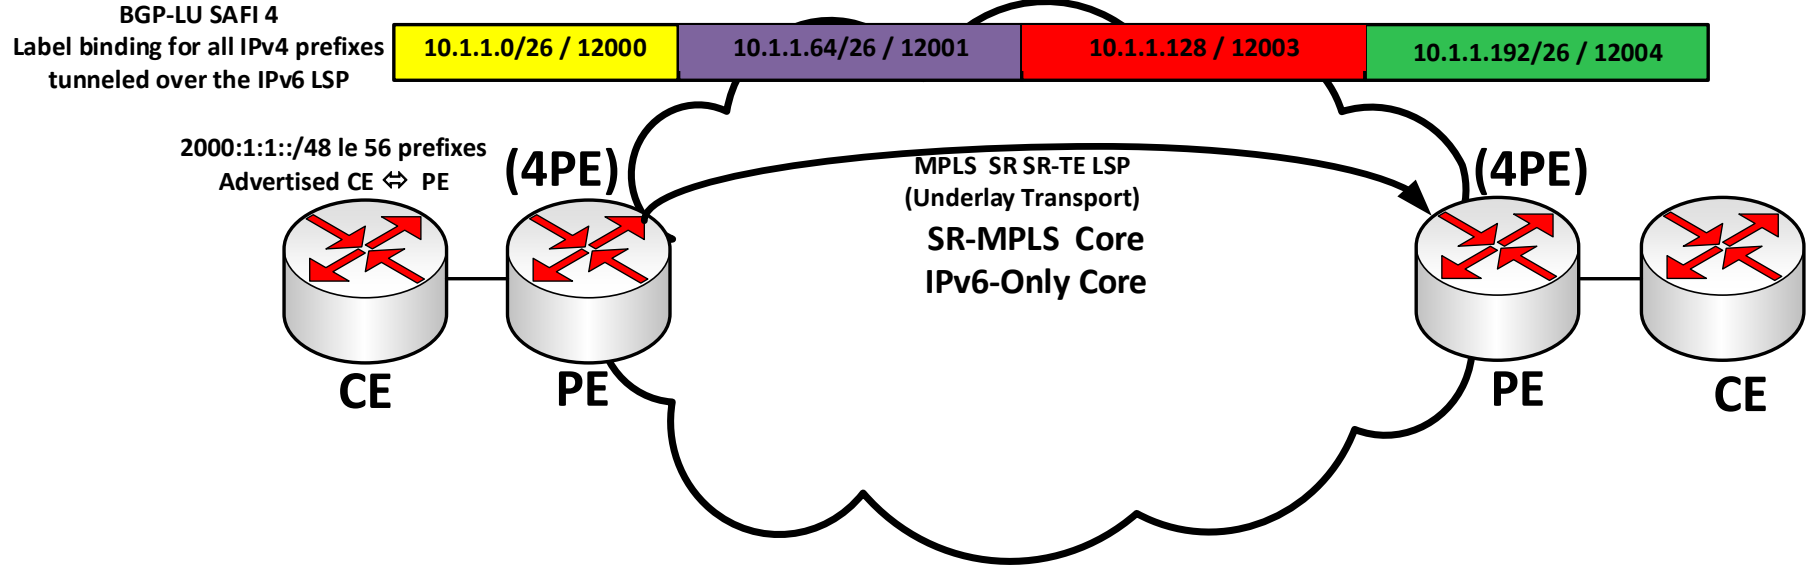 BGP-LU SAFI 4
Label binding for all IPv4 prefixes
tunneled over the IPv6 LSP
10.1.1.0/26 / 12000
10.1.1.64/26 / 12001
10.1.1.128 / 12003
10.1.1.192/26 / 12004
2000:1:1::/48 le 56 prefixes
Advertised CE ⇔ PE
(4PE)
MPLS SR SR-TE LSP
(Underlay Transport)
SR-MPLS Core
IPv6-Only Core
(4PE)
CE
PE
PE
CE